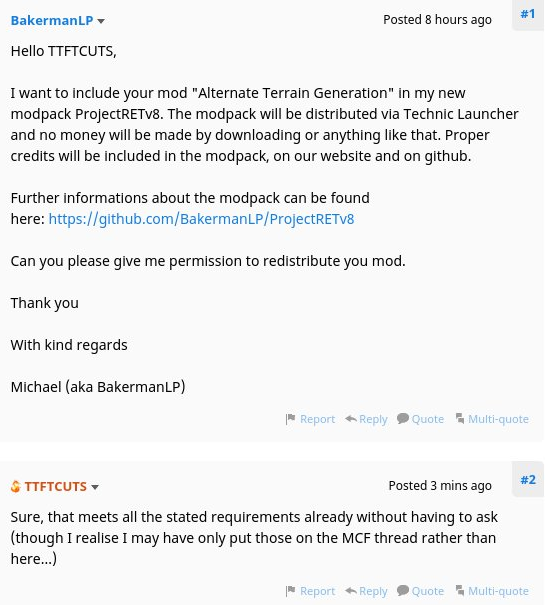 BakermanLP
Posted 8 hours ago
#1
Hello TTFTCUTS,
I want to include your mod "Alternate Terrain Generation" in my new
modpack ProjectRETv8. The modpack will be distributed via Technic Launcher
and no money will be made by downloading or anything like that. Proper
credits will be included in the modpack, on our website and on github.
Further informations about the modpack can be found
here: https://github.com/BakermanLP/ProjectRETv8
Can you please give me permission to redistribute you mod.
Thank you
With kind regards
Michael (aka BakermanLP)
Report Reply Quote Multi-quote
TTFTCUTS
Posted 3 mins ago
#2
Sure, that meets all the stated requirements already without having to ask
(though I realise I may have only put those on the MCF thread rather than
here...)
Report Reply Quote Multi-quote